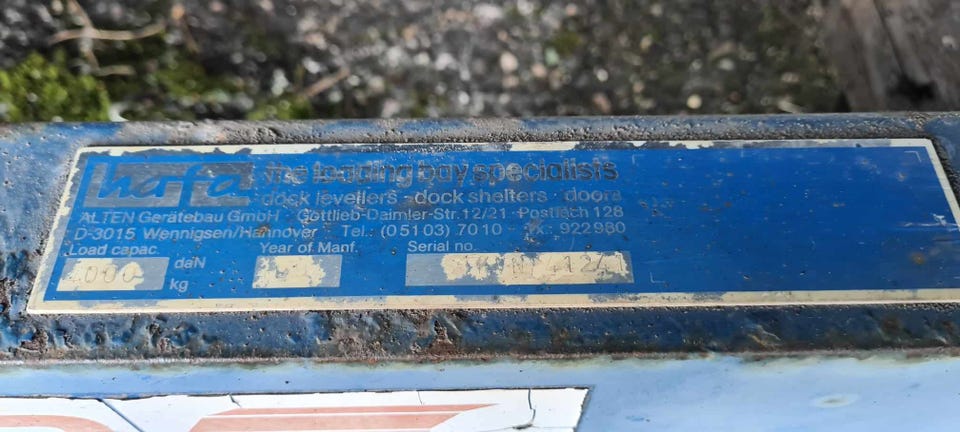 hafa the loading bay specialists
dock levellers · dock shelters · doors
ALTEN Gerätebau GmbH · Gottlieb-Daimler-Str. 12/21 · Postfach 128
D-3015 Wennigsen/Hannover · Tel.: (05103) 7010 · Tx.: 922980
Load capac. Year of Manf. Serial no.
daN
kg